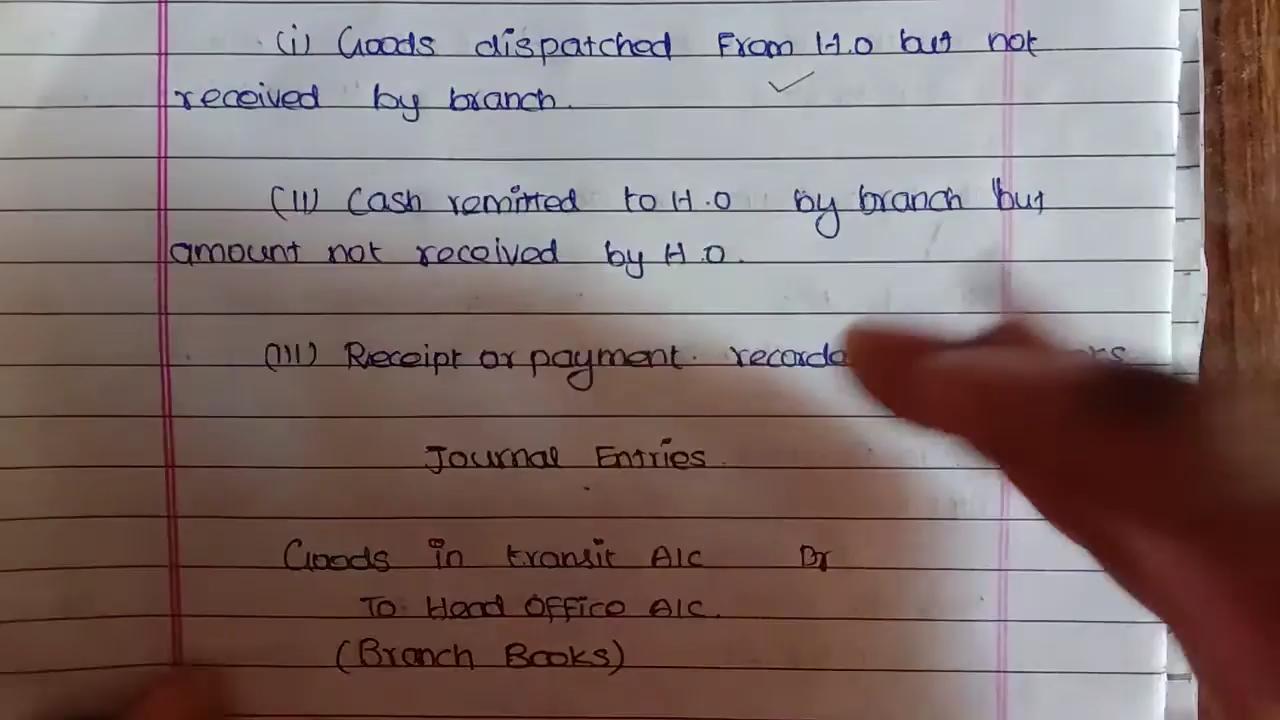 (i) Goods dispatched From H.O but not
received by branch.
(II) Cash remitted to H.O by branch but
amount not received by H.O.
(III) Receipt or payment.
Journal Entries.
Goods in transit A/C Dr
To Head Office A/C.
(Branch Books)